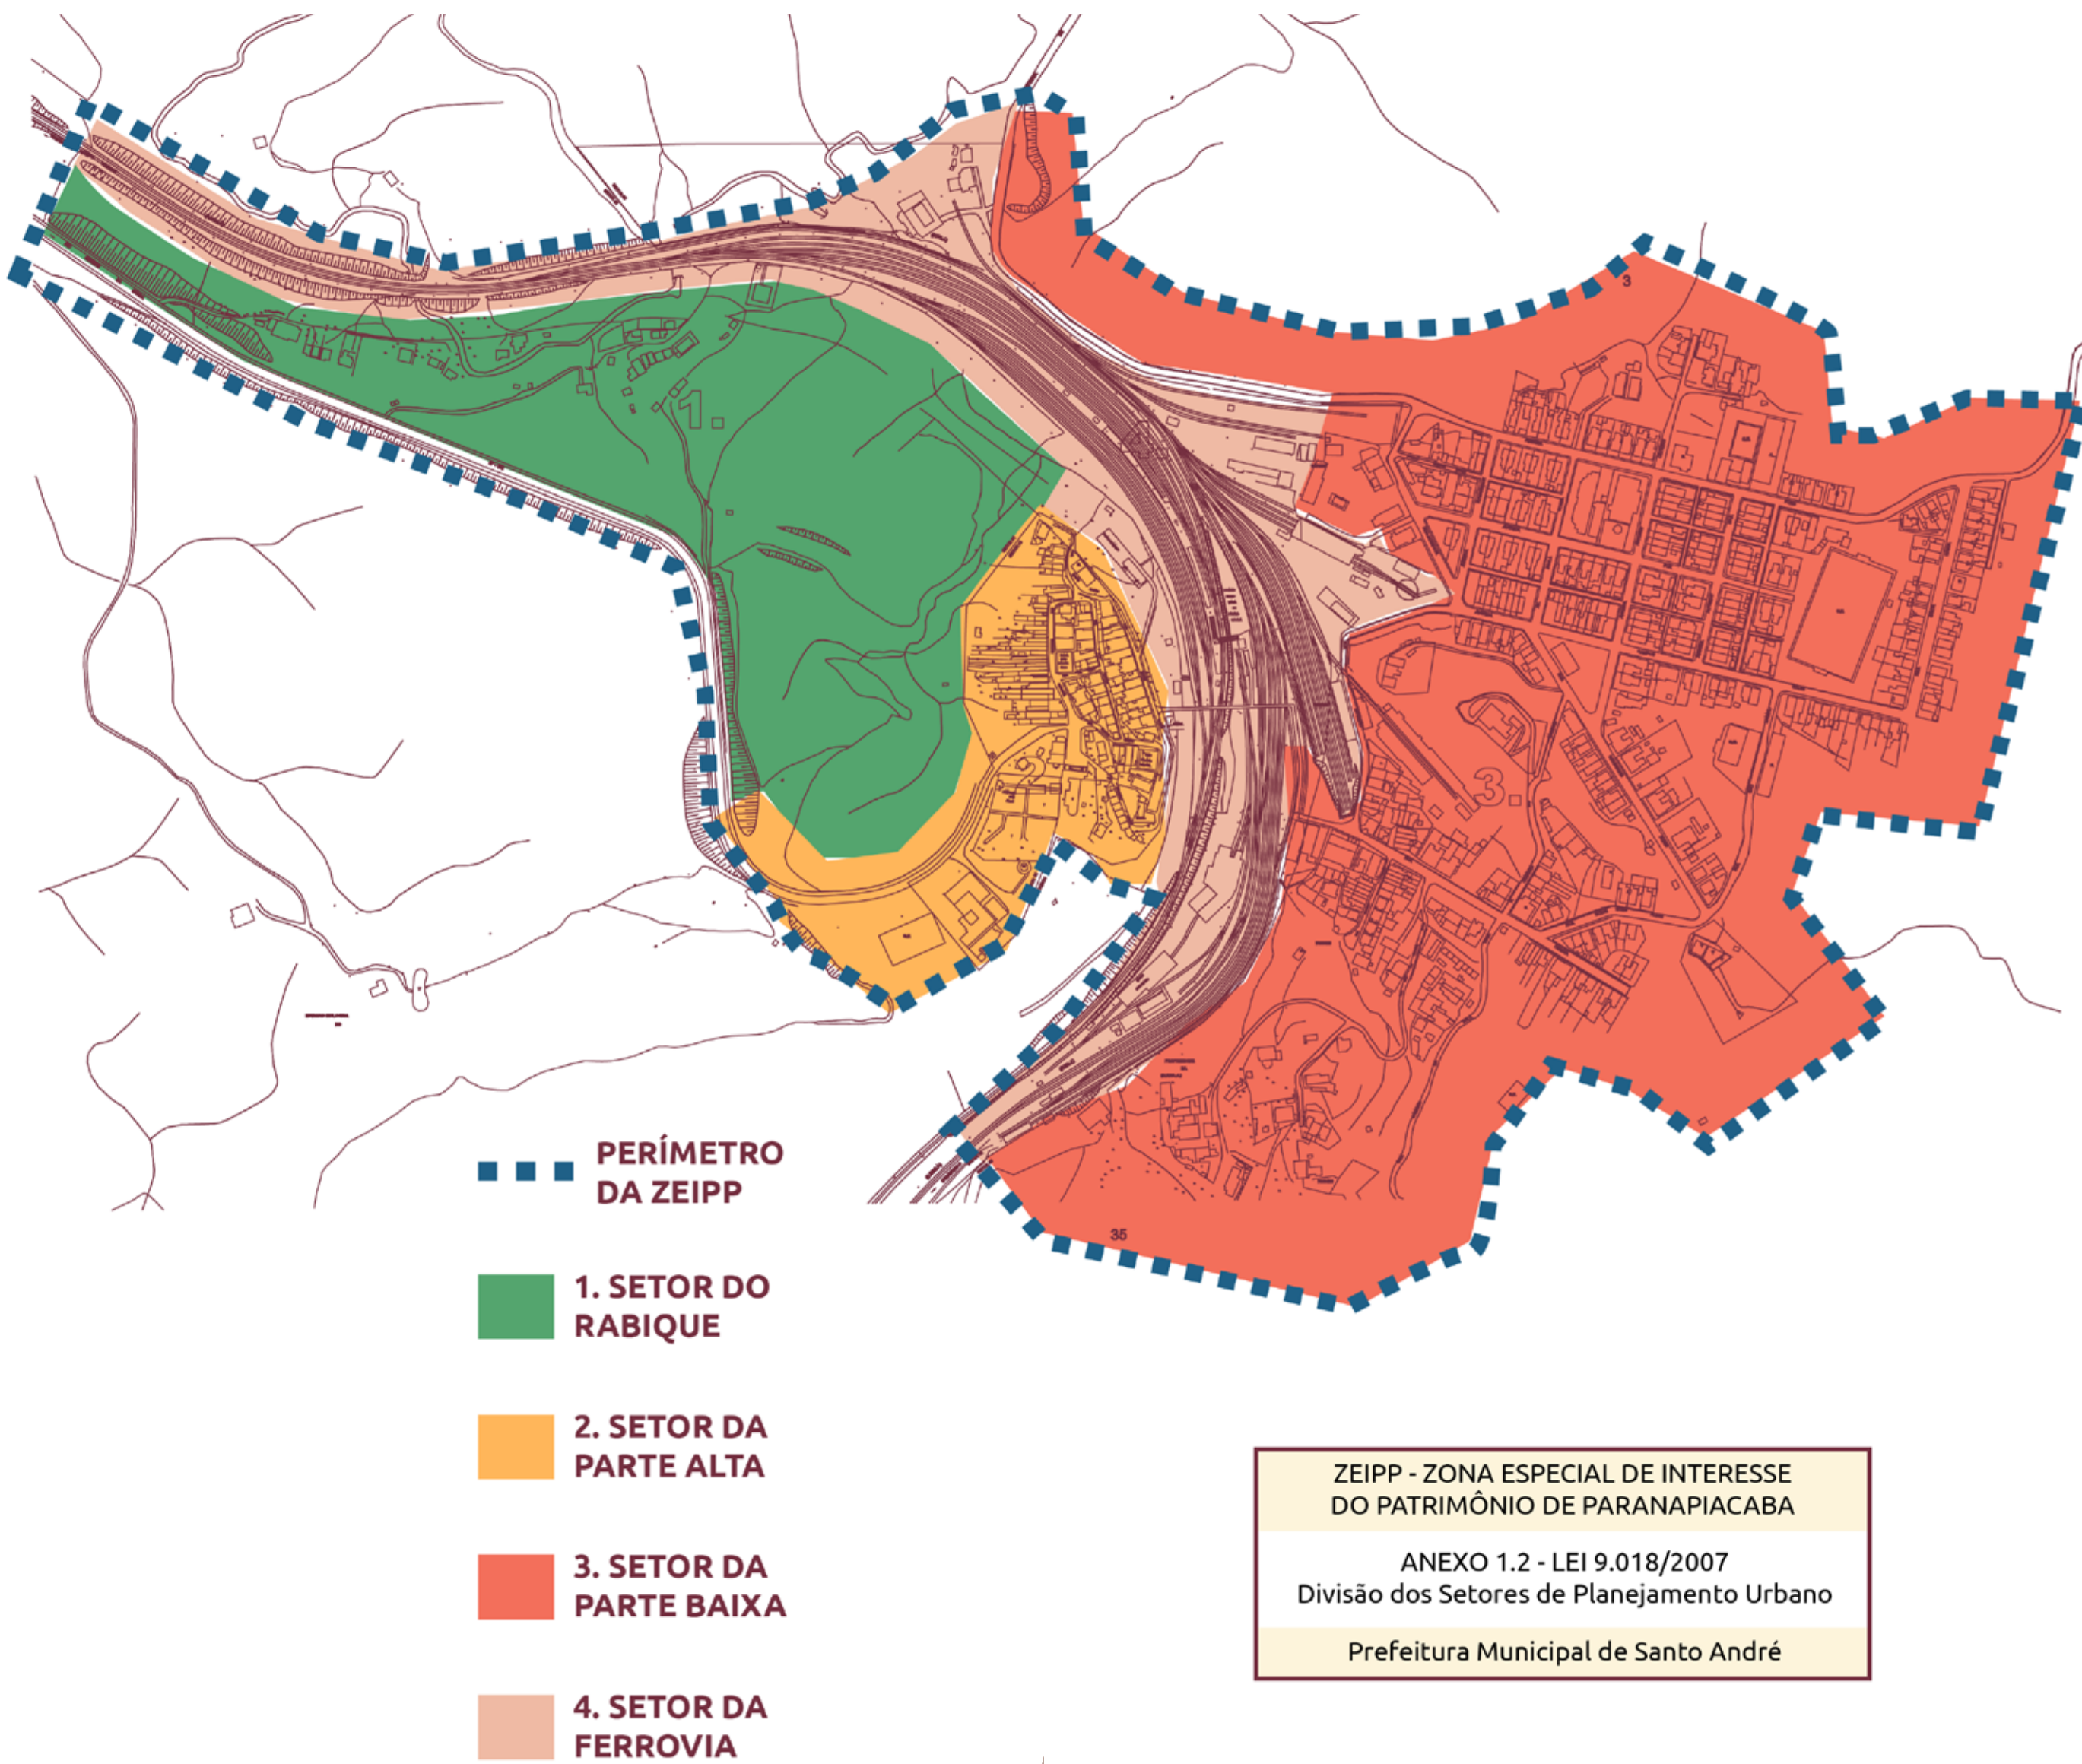 3
1.
4.
2.
3.
35
PERÍMETRO
DA ZEIPP
1. SETOR DO
RABIQUE
2. SETOR DA
PARTE ALTA
3. SETOR DA
PARTE BAIXA
4. SETOR DA
FERROVIA
ZEIPP - ZONA ESPECIAL DE INTERESSE
DO PATRIMÔNIO DE PARANAPIACABA
ANEXO 1.2 - LEI 9.018/2007
Divisão dos Setores de Planejamento Urbano
Prefeitura Municipal de Santo André